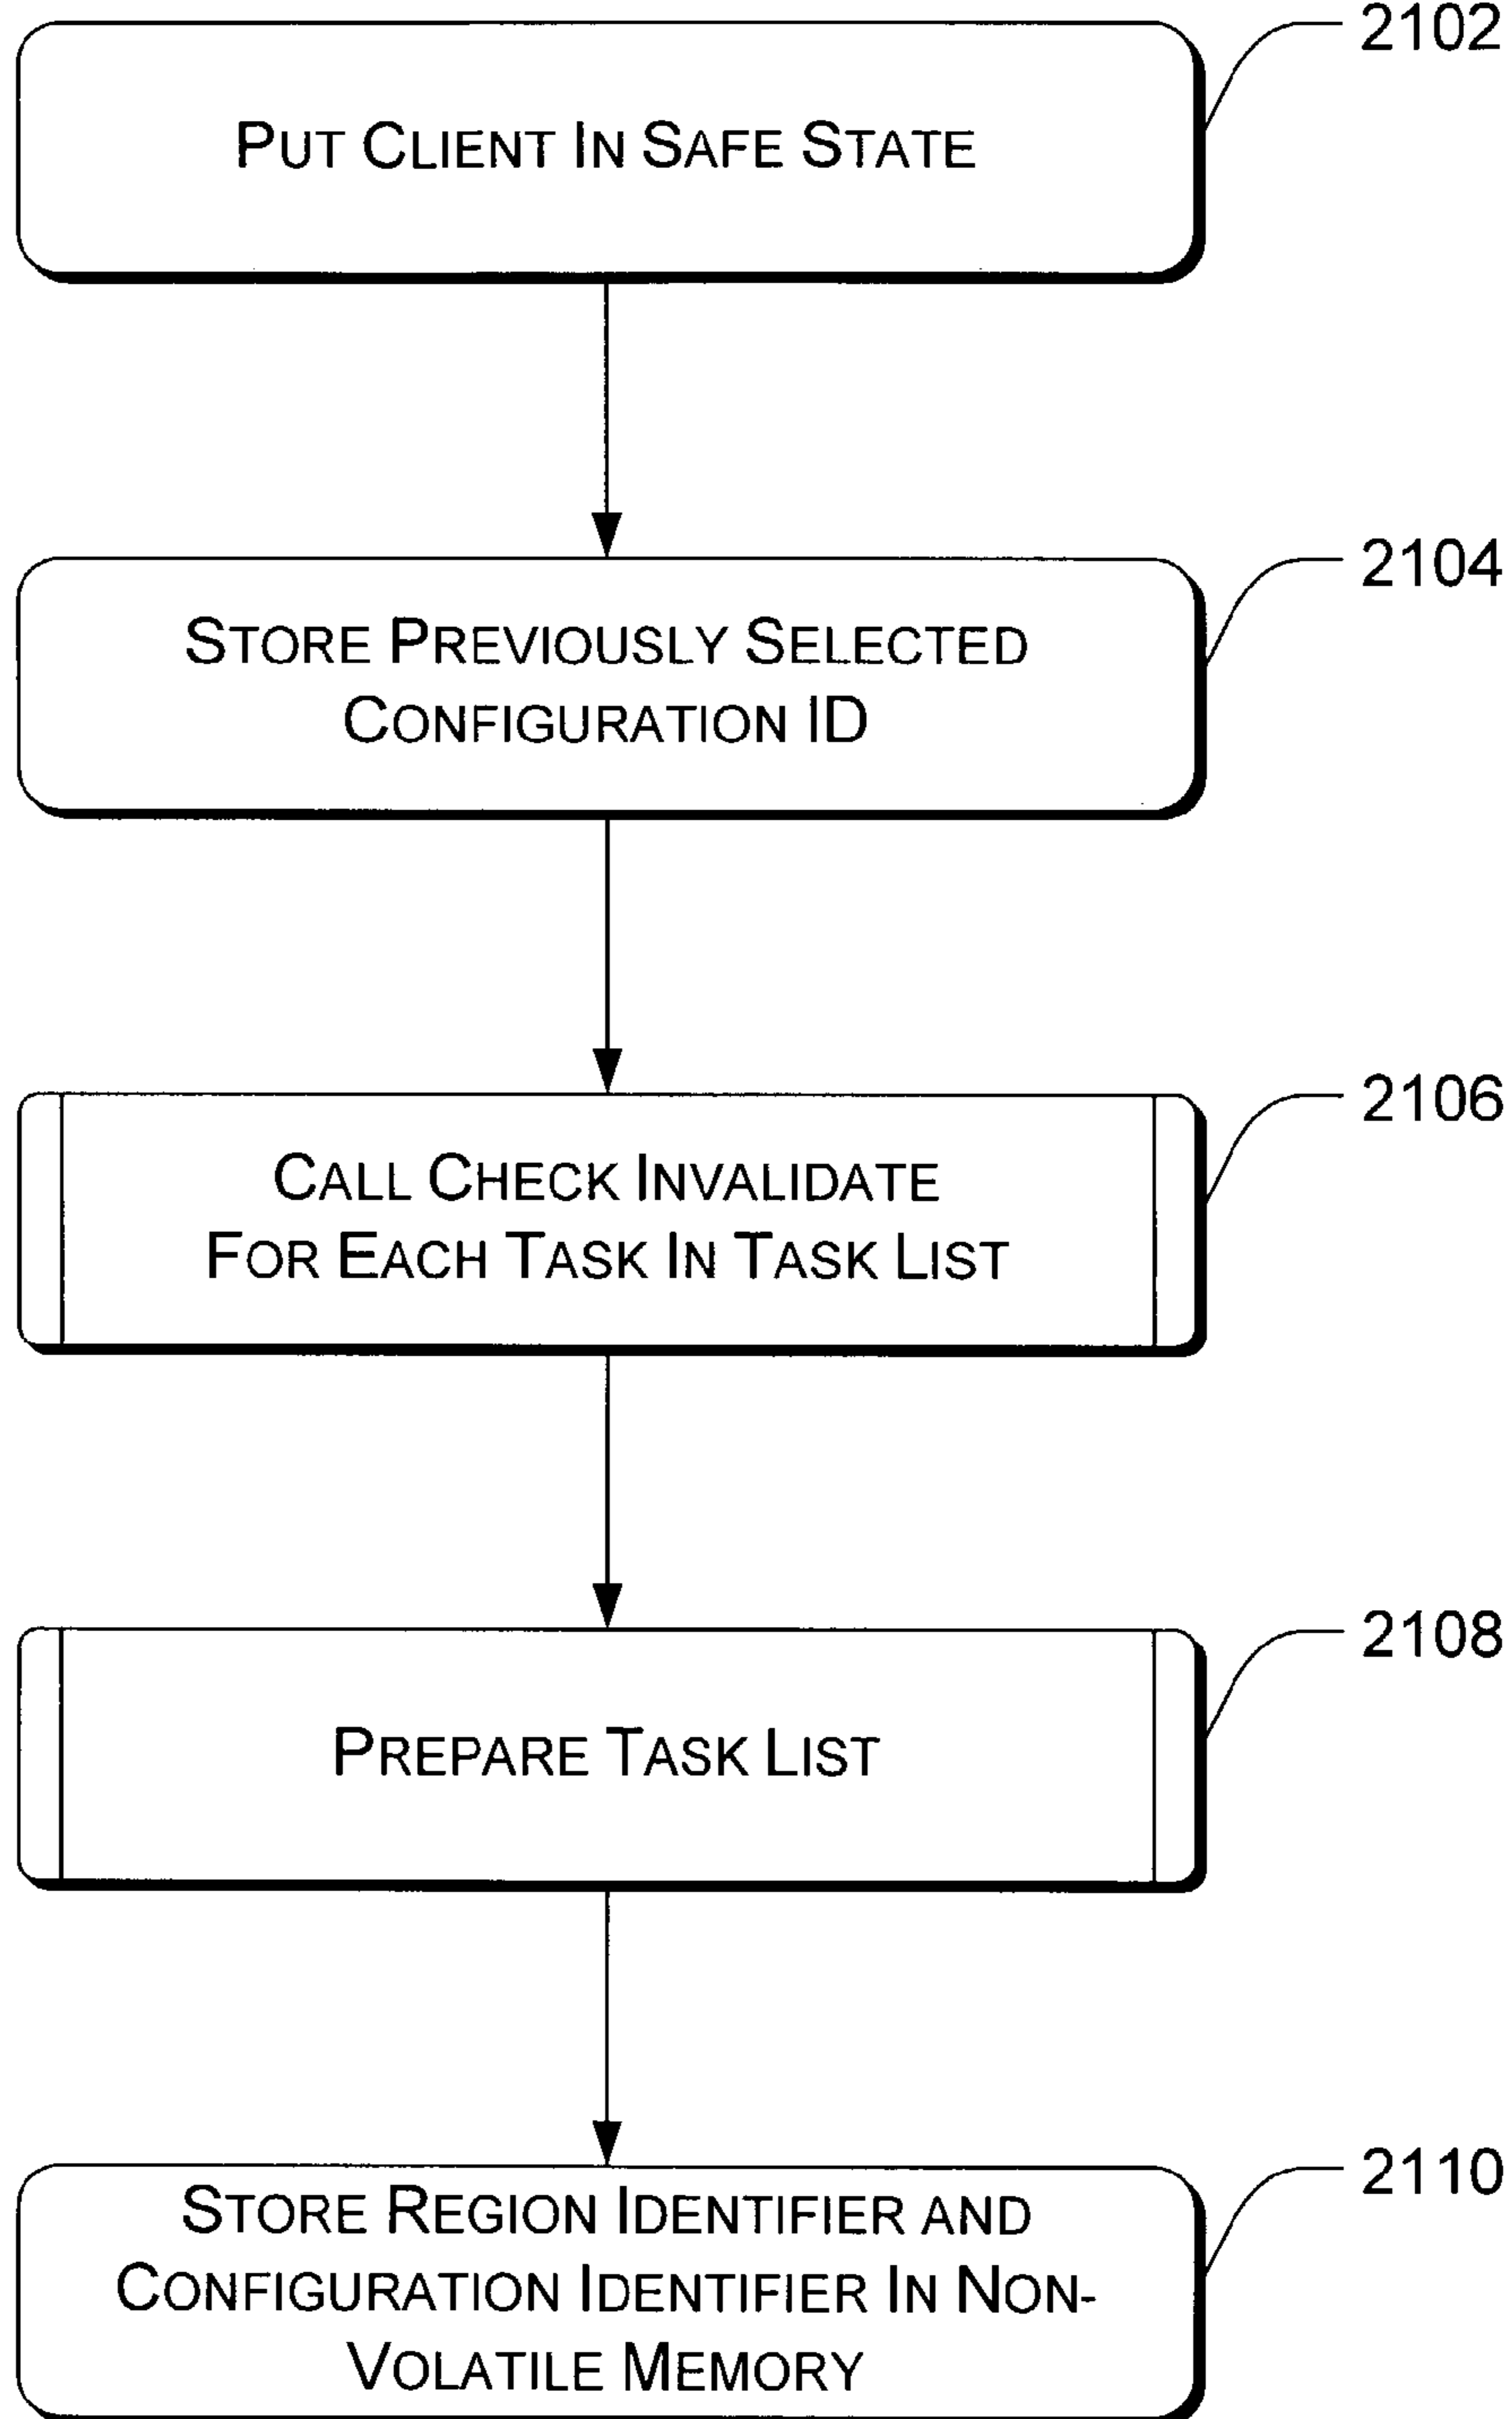 2102
PUT CLIENT IN SAFE STATE
2104
STORE PREVIOUSLY SELECTED
CONFIGURATION ID
2106
CALL CHECK INVALIDATE
FOR EACH TASK IN TASK LIST
2108
PREPARE TASK LIST
2110
STORE REGION IDENTIFIER AND
CONFIGURATION IDENTIFIER IN NON-
VOLATILE MEMORY